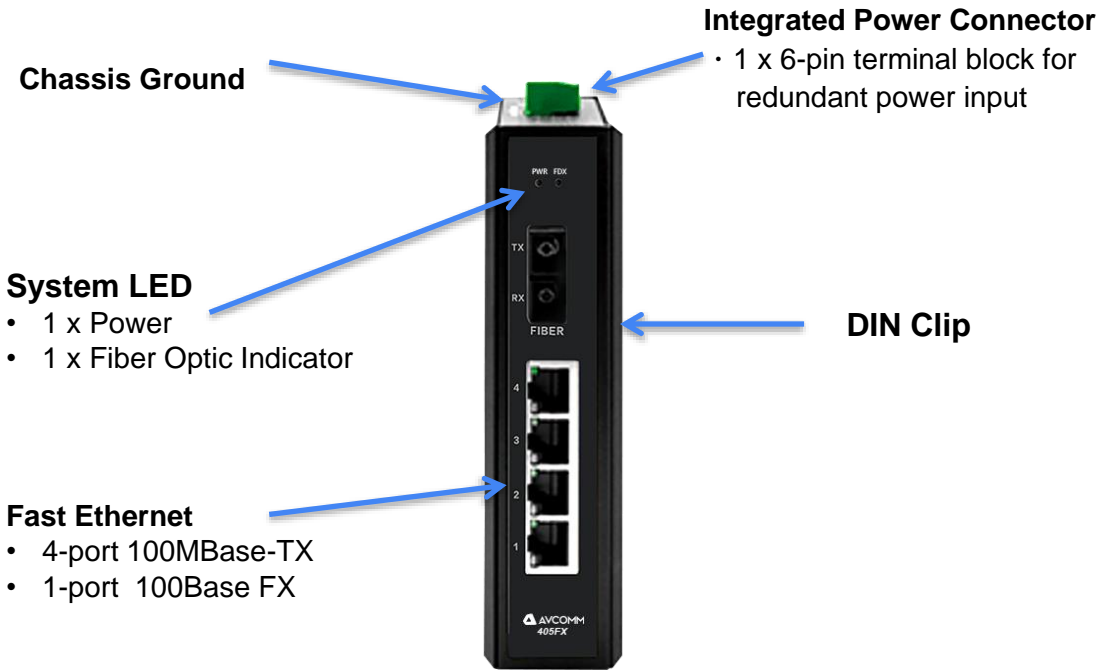 Integrated Power Connector
· 1 x 6-pin terminal block for
redundant power input
Chassis Ground
PWR FDX
TX
System LED
• 1 x Power
• 1 x Fiber Optic Indicator
RX
FIBER
DIN Clip
4
3
2
1
Fast Ethernet
• 4-port 100MBase-TX
• 1-port 100Base FX
AVCOMM
405FX